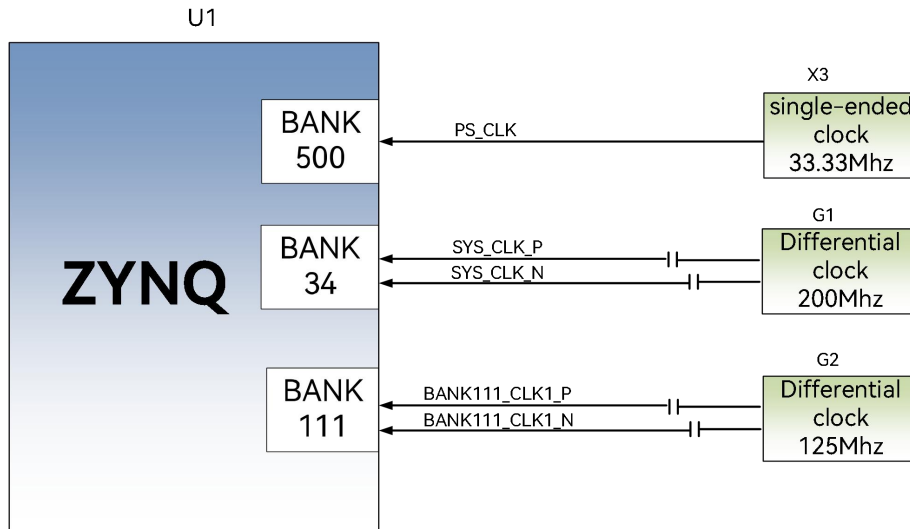 U1
X3
BANK
500
PS_CLK
single-ended
clock
33.33Mhz
G1
ZYNQ
BANK
34
SYS_CLK_P
SYS_CLK_N
Differential
clock
200Mhz
G2
BANK
111
BANK111_CLK1_P
BANK111_CLK1_N
Differential
clock
125Mhz